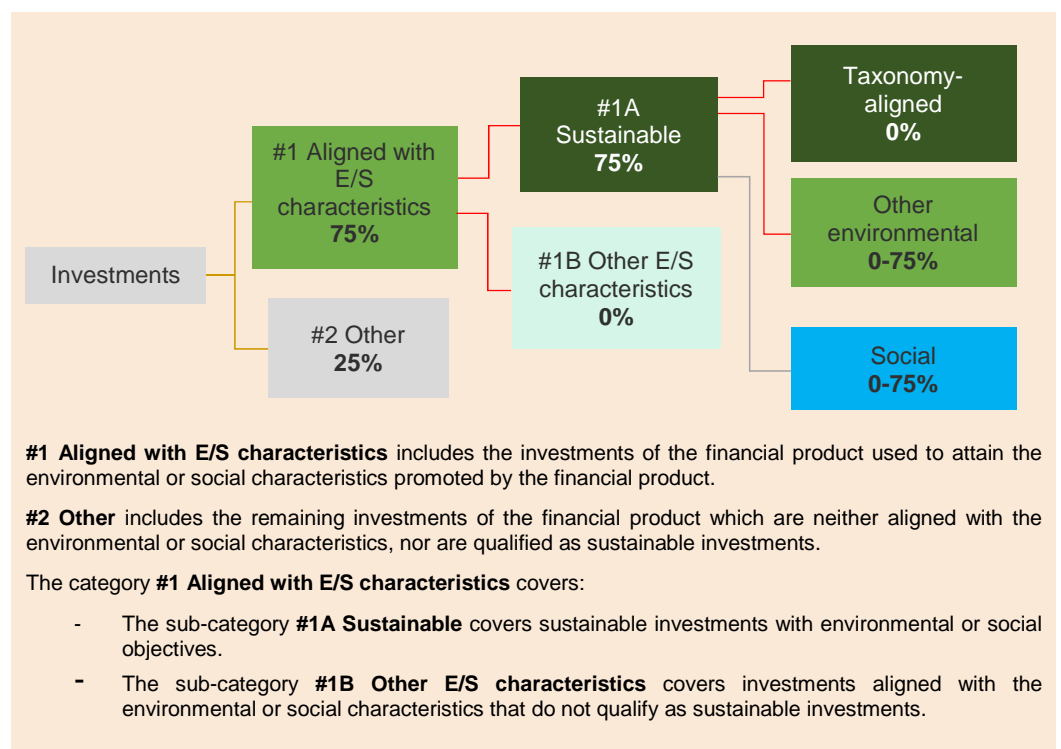 Investments
#1 Aligned with
E/S
characteristics
75%
#2 Other
25%
#1A
Sustainable
75%
#1B Other E/S
characteristics
0%
Taxonomy-
aligned
0%
Other
environmental
0-75%
Social
0-75%
#1 Aligned with E/S characteristics includes the investments of the financial product used to attain the
environmental or social characteristics promoted by the financial product.
#2 Other includes the remaining investments of the financial product which are neither aligned with the
environmental or social characteristics, nor are qualified as sustainable investments.
The category #1 Aligned with E/S characteristics covers:
- The sub-category #1A Sustainable covers sustainable investments with environmental or social
objectives.
- The sub-category #1B Other E/S characteristics covers investments aligned with the
environmental or social characteristics that do not qualify as sustainable investments.